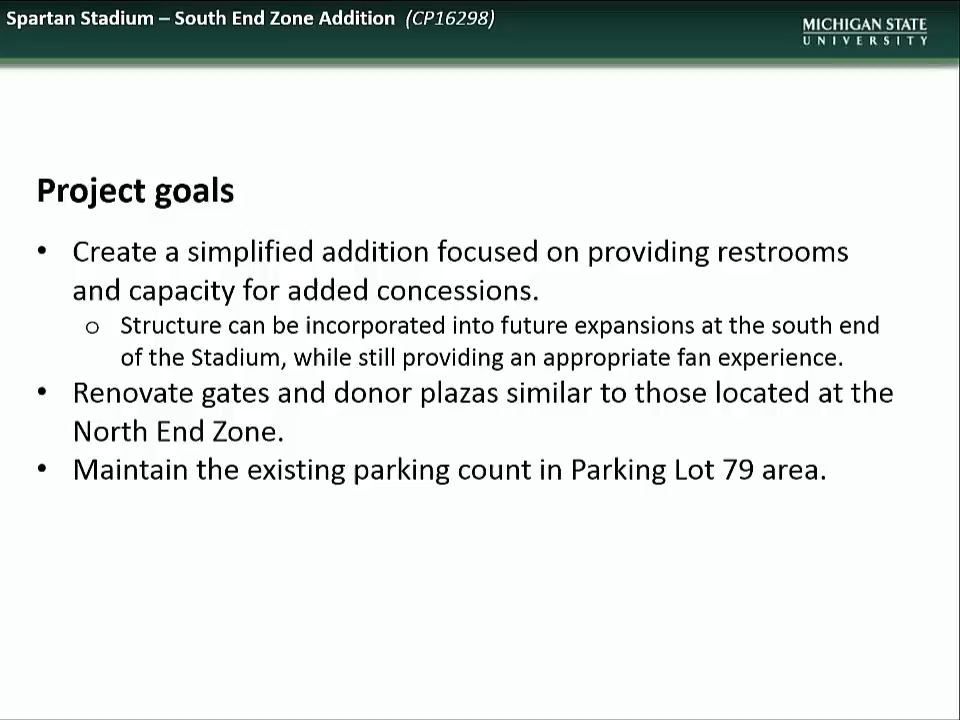 Spartan Stadium – South End Zone Addition (CP16298)
MICHIGAN STATE
UNIVERSITY
Project goals
• Create a simplified addition focused on providing restrooms
and capacity for added concessions.
o Structure can be incorporated into future expansions at the south end
of the Stadium, while still providing an appropriate fan experience.
• Renovate gates and donor plazas similar to those located at the
North End Zone.
• Maintain the existing parking count in Parking Lot 79 area.